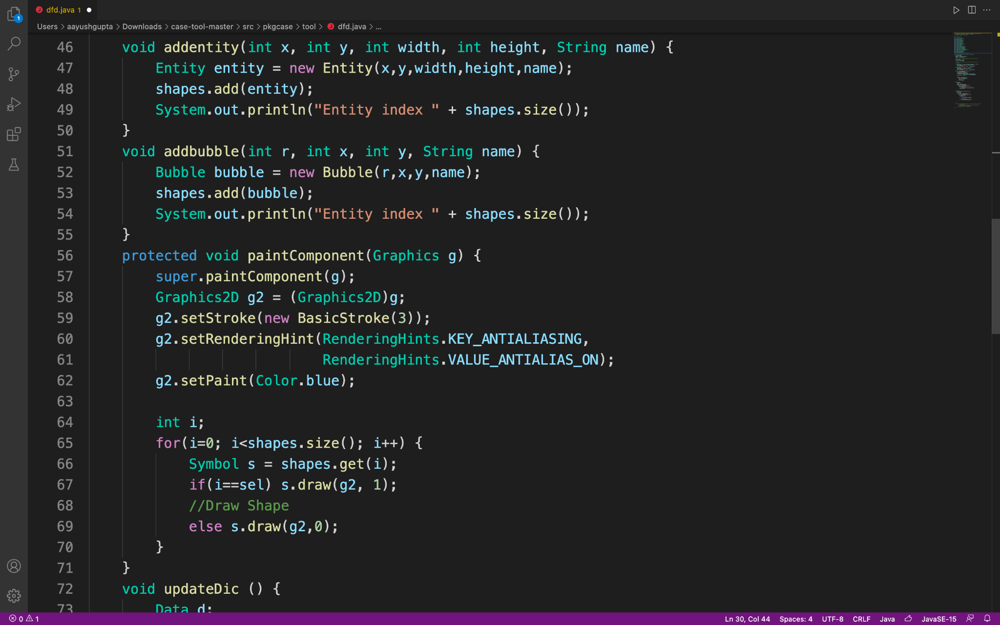 1
dfd.java 1
Users > aayushgupta > Downloads > case-tool-master > src > pkgcase > tool > dfd.java > ...
46 void addentity(int x, int y, int width, int height, String name) {
47 Entity entity = new Entity(x,y,width,height,name);
48 shapes.add(entity);
49 System.out.println("Entity index " + shapes.size());
50 }
51 void addbubble(int r, int x, int y, String name) {
52 Bubble bubble = new Bubble(r,x,y,name);
53 shapes.add(bubble);
54 System.out.println("Entity index " + shapes.size());
55 }
56 protected void paintComponent(Graphics g) {
57 super.paintComponent(g);
58 Graphics2D g2 = (Graphics2D)g;
59 g2.setStroke(new BasicStroke(3));
60 g2.setRenderingHint(RenderingHints.KEY_ANTIALIASING,
61 RenderingHints.VALUE_ANTIALIAS_ON);
62 g2.setPaint(Color.blue);
63
64 int i;
65 for(i=0; i<shapes.size(); i++) {
66 Symbol s = shapes.get(i);
67 if(i==sel) s.draw(g2, 1);
68 //Draw Shape
69 else s.draw(g2,0);
70 }
71 }
72 void updateDic () {
73 Data d;
0 1 Ln 30, Col 44 Spaces: 4 UTF-8 CRLF Java JavaSE-15